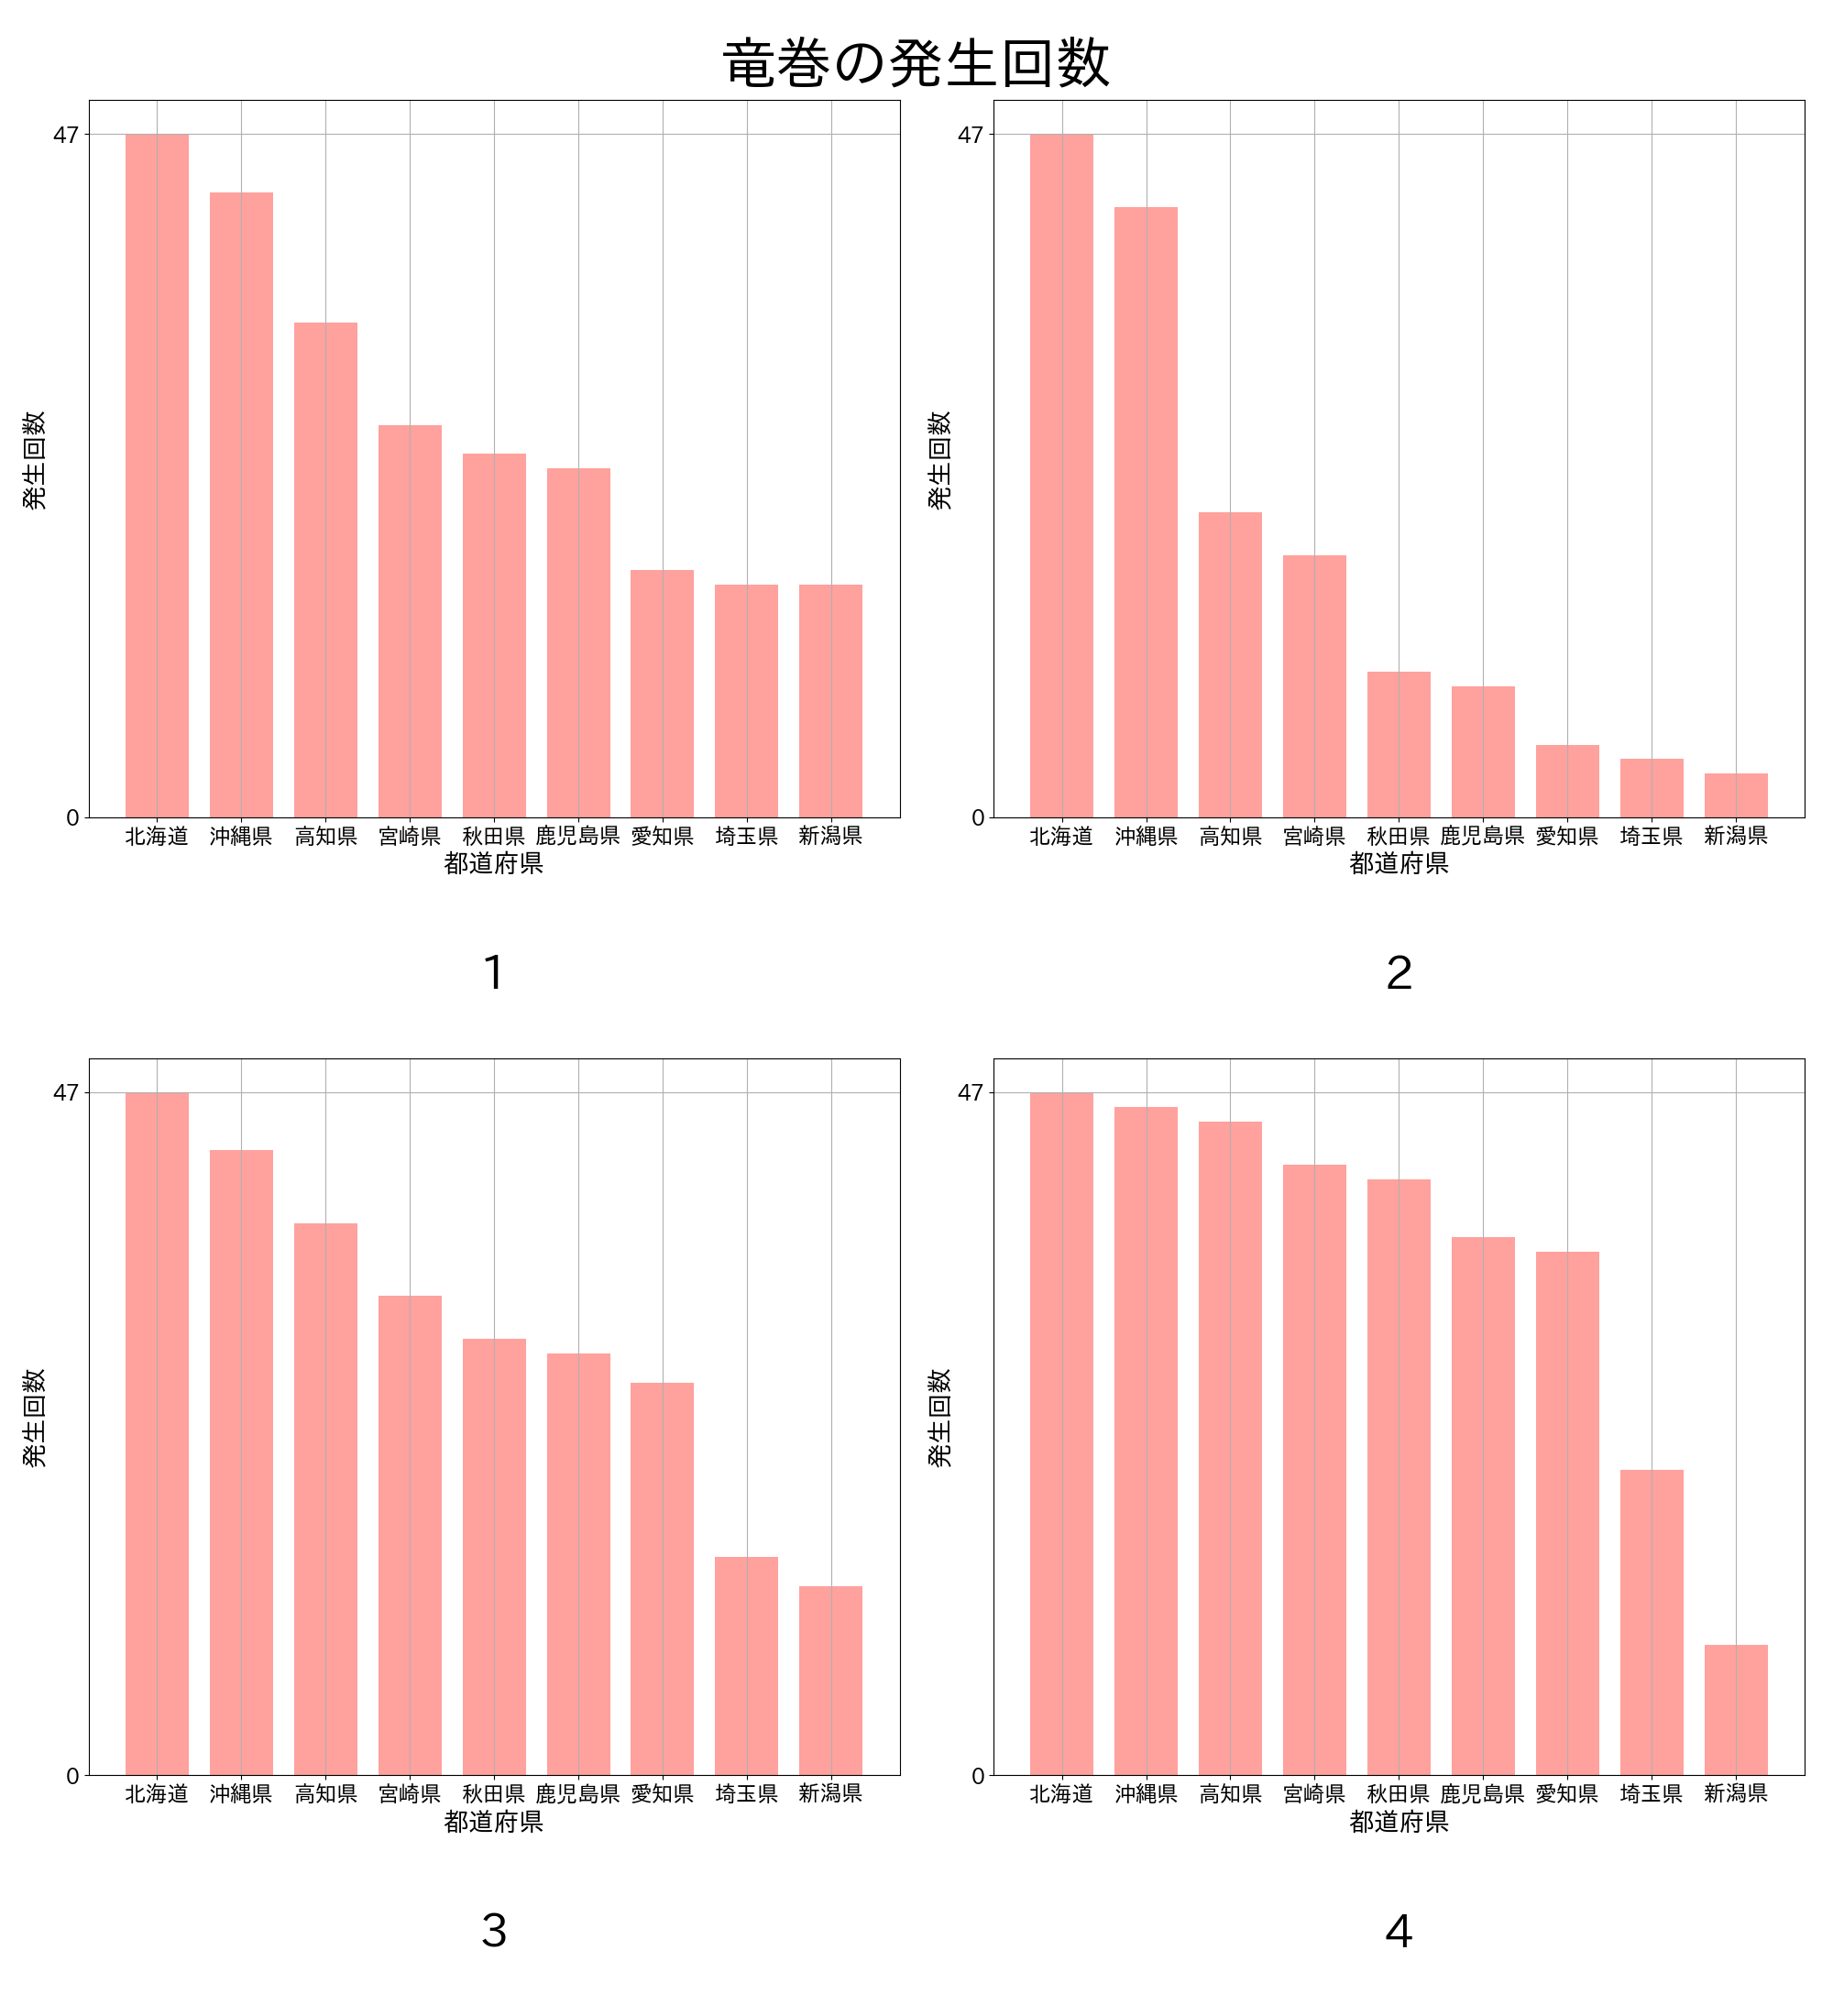 竜巻の発生回数
47
0
発生回数
北海道 沖縄県 高知県 宮崎県 秋田県 鹿児島県 愛知県 埼玉県 新潟県
都道府県
1
47
0
発生回数
北海道 沖縄県 高知県 宮崎県 秋田県 鹿児島県 愛知県 埼玉県 新潟県
都道府県
2
47
0
発生回数
北海道 沖縄県 高知県 宮崎県 秋田県 鹿児島県 愛知県 埼玉県 新潟県
都道府県
3
47
0
発生回数
北海道 沖縄県 高知県 宮崎県 秋田県 鹿児島県 愛知県 埼玉県 新潟県
都道府県
4